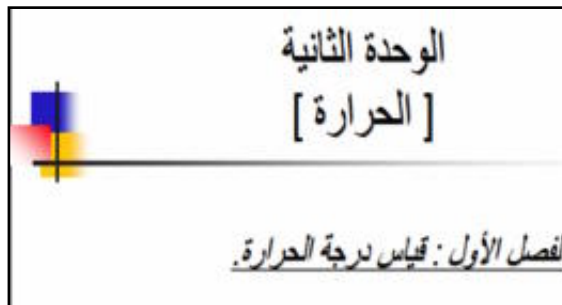 الوحدة الثانية
[ الحرارة ]
لفصل الأول : قياس درجة الحرارة.